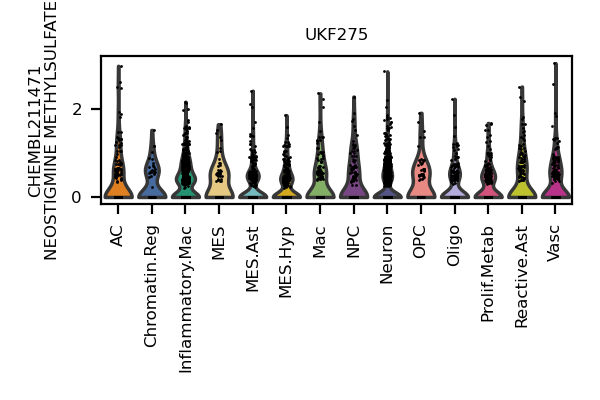 UKF275
CHEMBL211471
NEOSTIGMINE METHYLSULFATE
2
0
AC
Chromatin.Reg
Inflammatory.Mac
MES
MES.Ast
MES.Hyp
Mac
NPC
Neuron
OPC
Oligo
Prolif.Metab
Reactive.Ast
Vasc